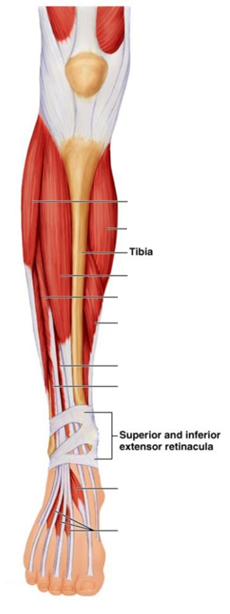 Tibia
Superior and inferior
extensor retinacula